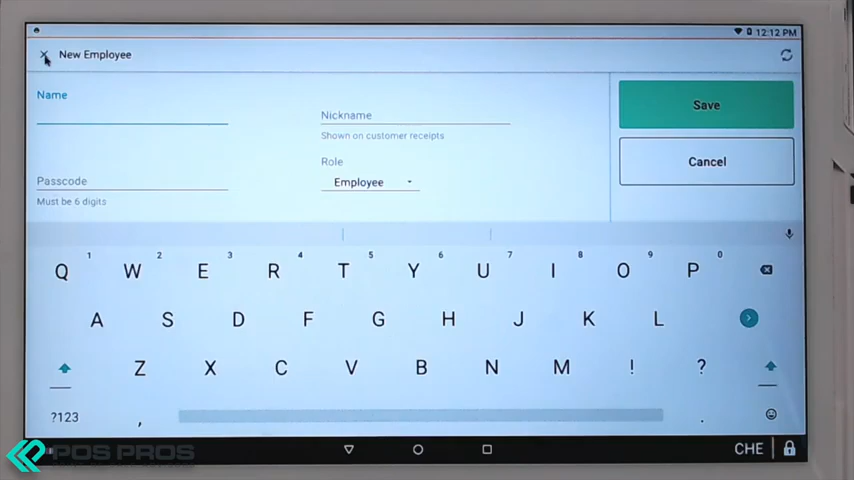 12:12 PM
New Employee
Name
Nickname
Shown on customer receipts
Save
Role
Cancel
Passcode
Employee
Must be 6 digits
1 2 3 4 5 6 7 8 9 0
Q W E R T Y U I O P
A S D F G H J K L
Z X C V B N M ! ?
?123 , .
CHE
POS PROS